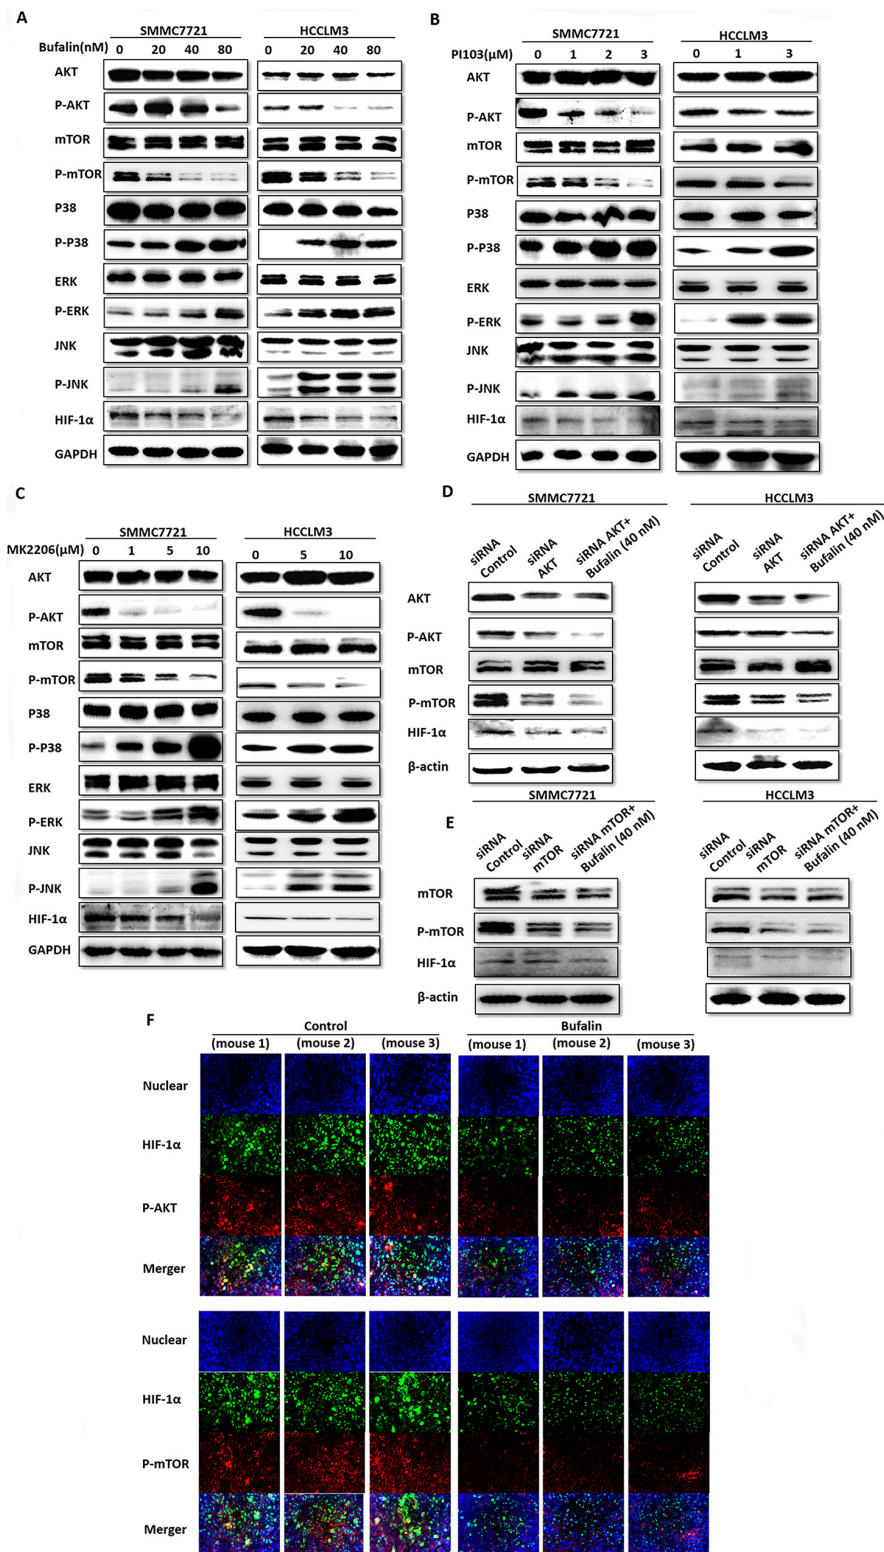 A
SMMC7721 HCCLM3
Bufalin(nM) 0 20 40 80 0 20 40 80
AKT
P-AKT
mTOR
P-mTOR
P38
P-P38
ERK
P-ERK
JNK
P-JNK
HIF-1α
GAPDH
B
SMMC7721 HCCLM3
PI103(μM) 0 1 2 3 0 1 3
AKT
P-AKT
mTOR
P-mTOR
P38
P-P38
ERK
P-ERK
JNK
P-JNK
HIF-1α
GAPDH
C
SMMC7721 HCCLM3
MK2206(μM) 0 1 5 10 0 5 10
AKT
P-AKT
mTOR
P-mTOR
P38
P-P38
ERK
P-ERK
JNK
P-JNK
HIF-1α
GAPDH
D
SMMC7721 HCCLM3
siRNA Control
siRNA AKT
siRNA AKT+ Bufalin (40 nM)
siRNA Control
siRNA AKT
siRNA AKT+ Bufalin (40 nM)
AKT
P-AKT
mTOR
P-mTOR
HIF-1α
β-actin
E
SMMC7721 HCCLM3
siRNA Control
siRNA mTOR
siRNA mTOR+ Bufalin (40 nM)
siRNA Control
siRNA mTOR
siRNA mTOR+ Bufalin (40 nM)
mTOR
P-mTOR
HIF-1α
β-actin
F
Control Bufalin
(mouse 1) (mouse 2) (mouse 3) (mouse 1) (mouse 2) (mouse 3)
Nuclear
HIF-1α
P-AKT
Merger
Nuclear
HIF-1α
P-mTOR
Merger